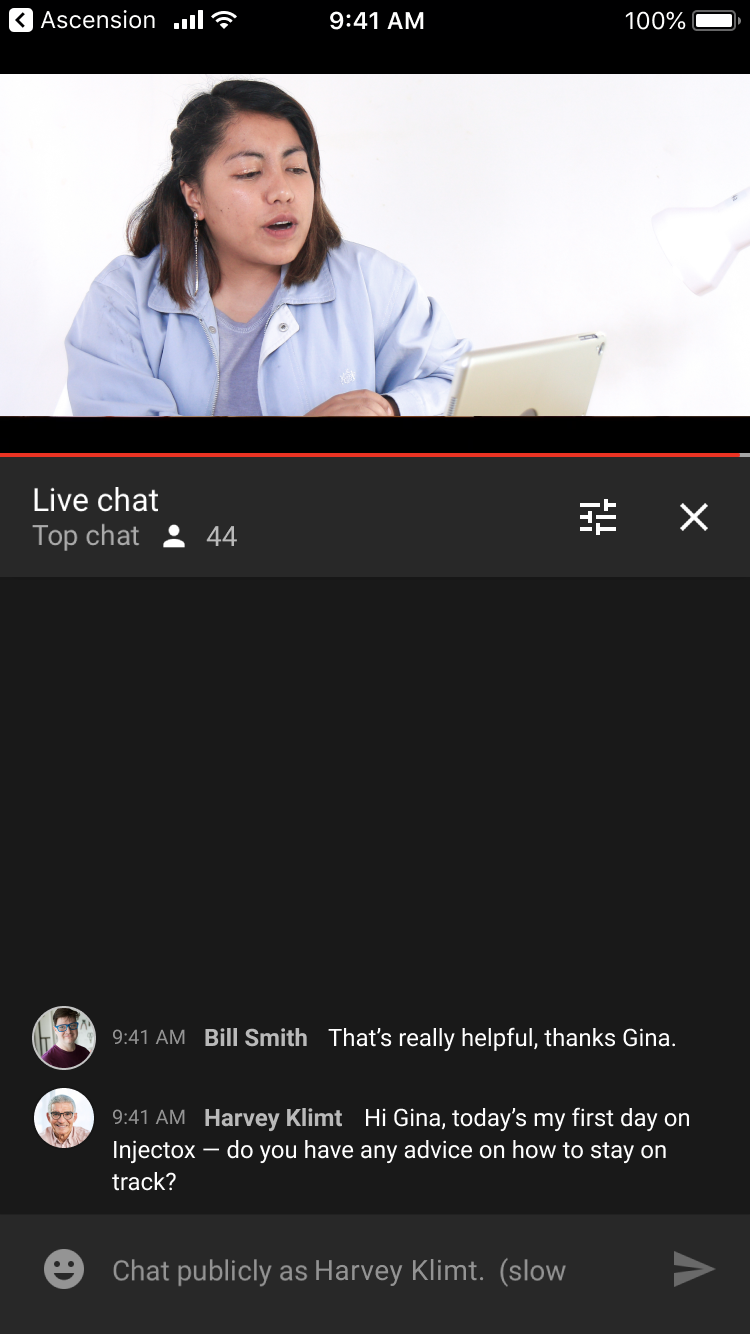 Ascension 9:41 AM 100%
Live chat
Top chat 44
9:41 AM Bill Smith That’s really helpful, thanks Gina.
9:41 AM Harvey Klimt Hi Gina, today’s my first day on
Injectox — do you have any advice on how to stay on
track?
Chat publicly as Harvey Klimt. (slow